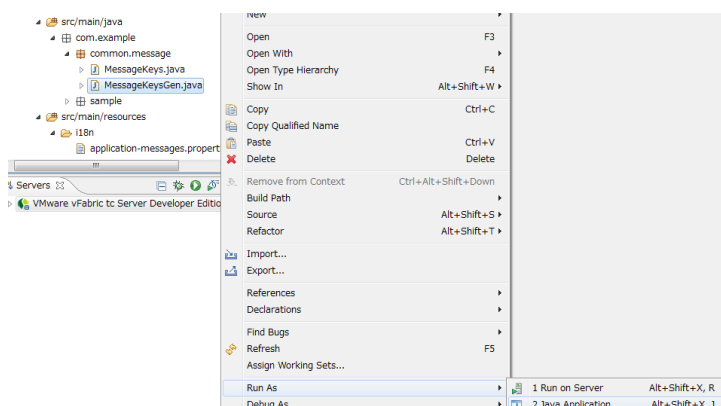 src/main/java
com.example
common.message
MessageKeys.java
MessageKeysGen.java
sample
src/main/resources
i18n
application-messages.propert
Servers
VMware vFabric tc Server Developer Editio
New
Open F3
Open With
Open Type Hierarchy F4
Show In Alt+Shift+W
Copy Ctrl+C
Copy Qualified Name
Paste Ctrl+V
Delete Delete
Remove from Context Ctrl+Alt+Shift+Down
Build Path
Source Alt+Shift+S
Refactor Alt+Shift+T
Import...
Export...
References
Declarations
Find Bugs
Refresh F5
Assign Working Sets...
Run As
Debug As
1 Run on Server Alt+Shift+X, R
2 Java Application Alt+Shift+X, J